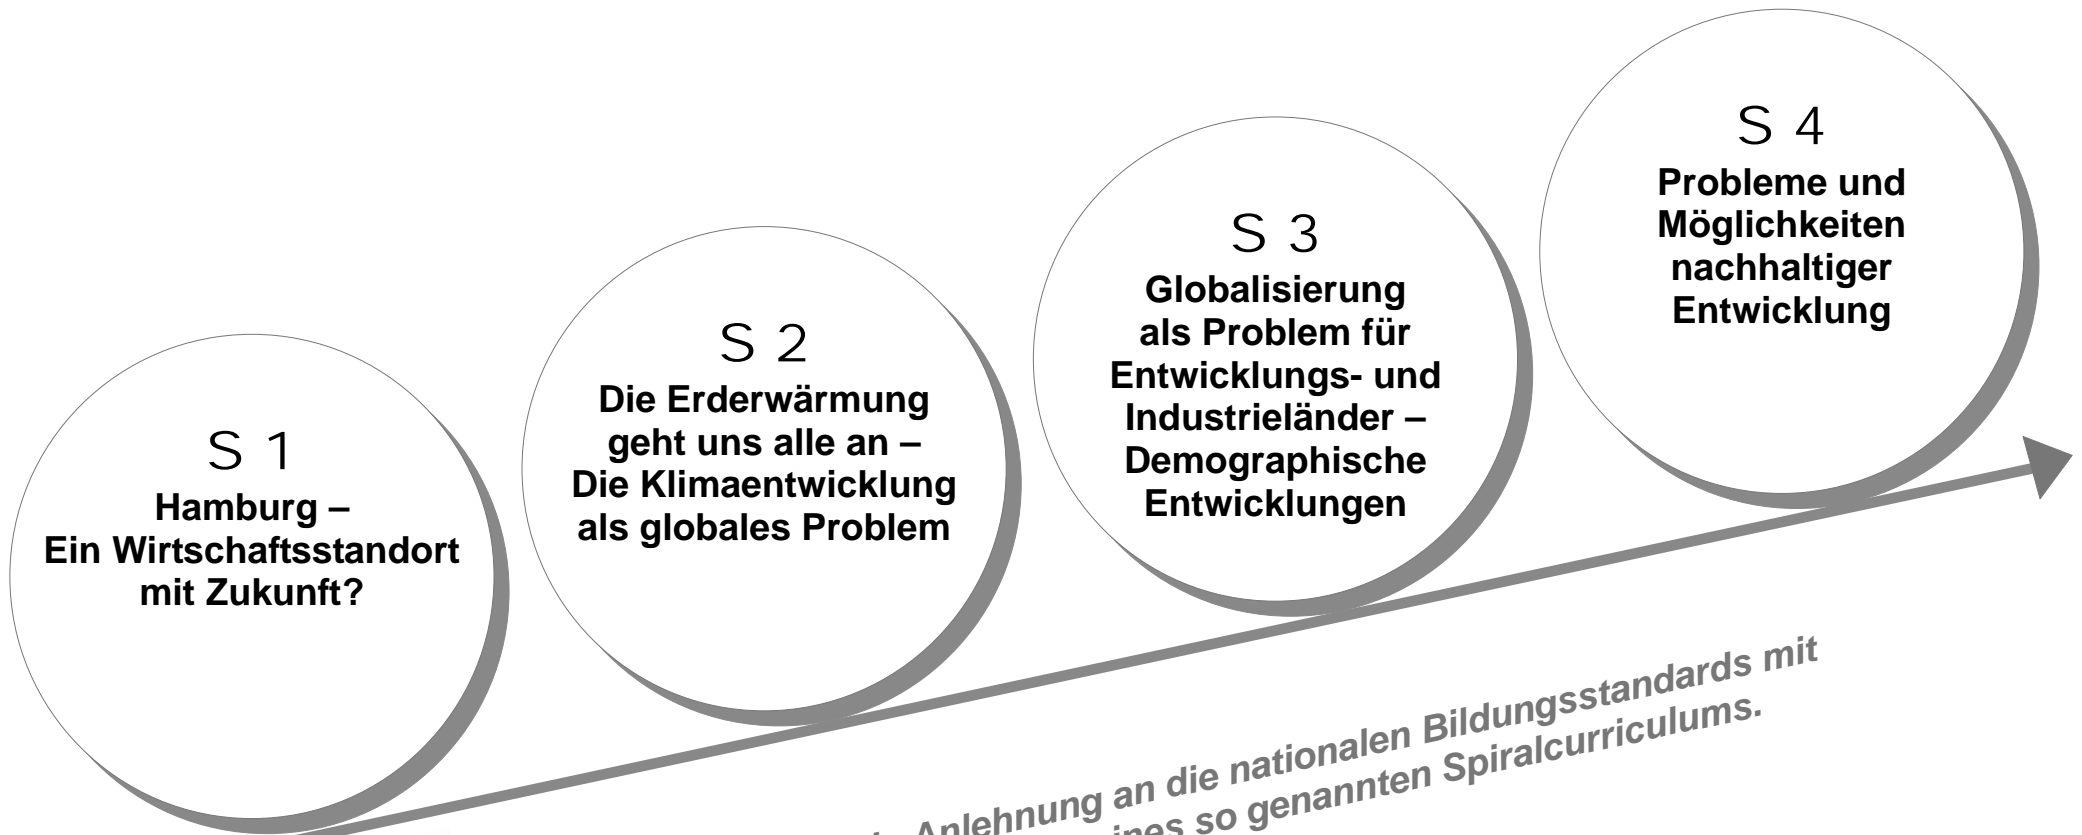 S 1
Hamburg –
Ein Wirtschaftsstandort
mit Zukunft?
S 2
Die Erderwärmung
geht uns alle an –
Die Klimaentwicklung
als globales Problem
S 3
Globalisierung
als Problem für
Entwicklungs- und
Industrieländer –
Demographische
Entwicklungen
S 4
Probleme und
Möglichkeiten
nachhaltiger
Entwicklung
Anlehnung an die nationalen Bildungsstandards mit
so genannten Spiralcurriculums.